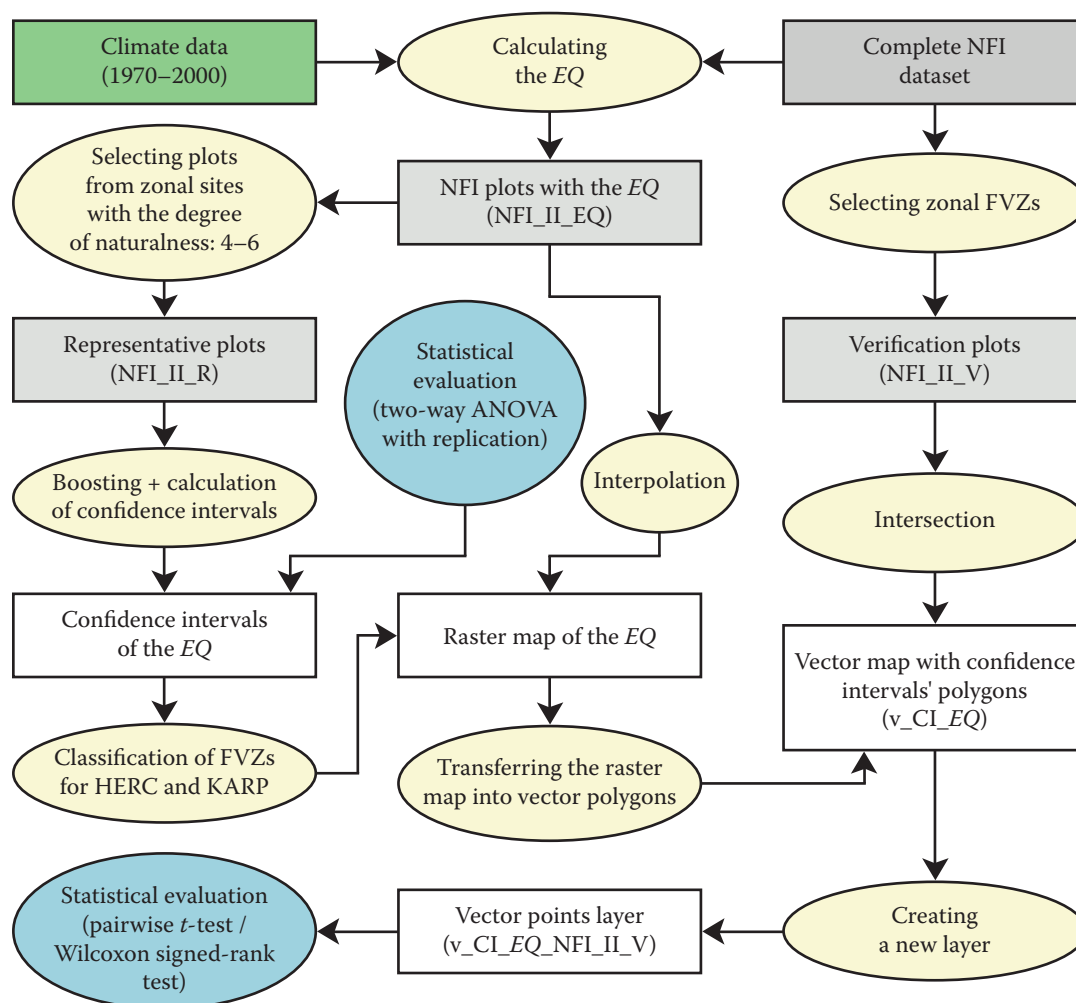 Climate data
(1970–2000)
Calculating
the EQ
Complete NFI
dataset
Selecting plots
from zonal sites
with the degree
of naturalness: 4–6
NFI plots with the EQ
(NFI_II_EQ)
Selecting zonal FVZs
Representative plots
(NFI_II_R)
Statistical
evaluation
(two-way ANOVA
with replication)
Verification plots
(NFI_II_V)
Boosting + calculation
of confidence intervals
Interpolation
Intersection
Confidence intervals
of the EQ
Raster map of the EQ
Vector map with confidence
intervals' polygons
(v_CI_EQ)
Classification of FVZs
for HERC and KARP
Transferring the raster
map into vector polygons
Statistical evaluation
(pairwise t-test /
Wilcoxon signed-rank
test)
Vector points layer
(v_CI_EQ_NFI_II_V)
Creating
a new layer